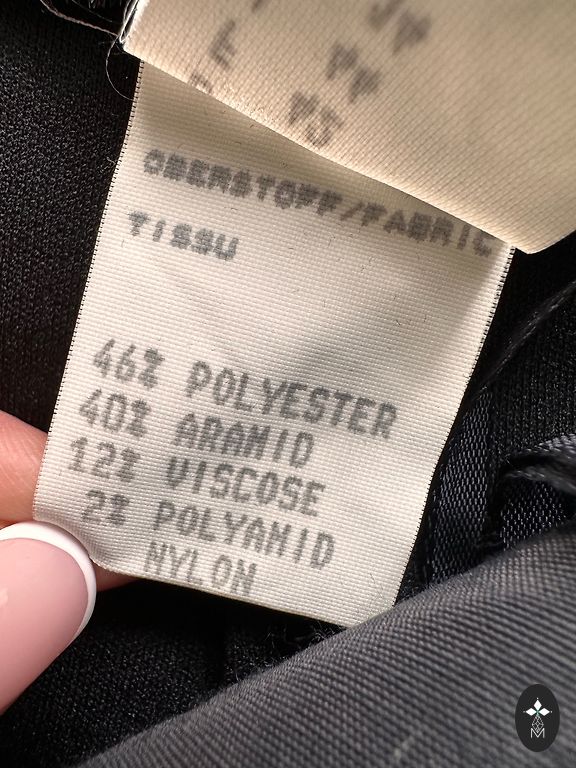 OBERSTOFF/FABRIC
TISSU
46% POLYESTER
40% ARAMID
12% VISCOSE
2% POLYAMID
NYLON
M